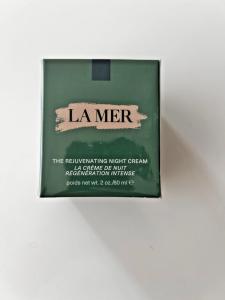 LA MER
THE REJUVENATING NIGHT CREAM
LA CRÈME DE NUIT
RÉGÉNÉRATION INTENSE
poids net wt. 2 oz./60 ml ℮